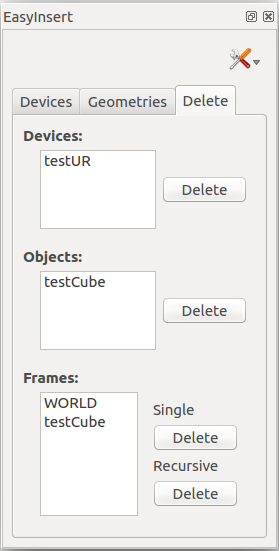 EasyInsert
Devices Geometries Delete
Devices:
testUR
Delete
Objects:
testCube
Delete
Frames:
WORLD
testCube
Single
Delete
Recursive
Delete